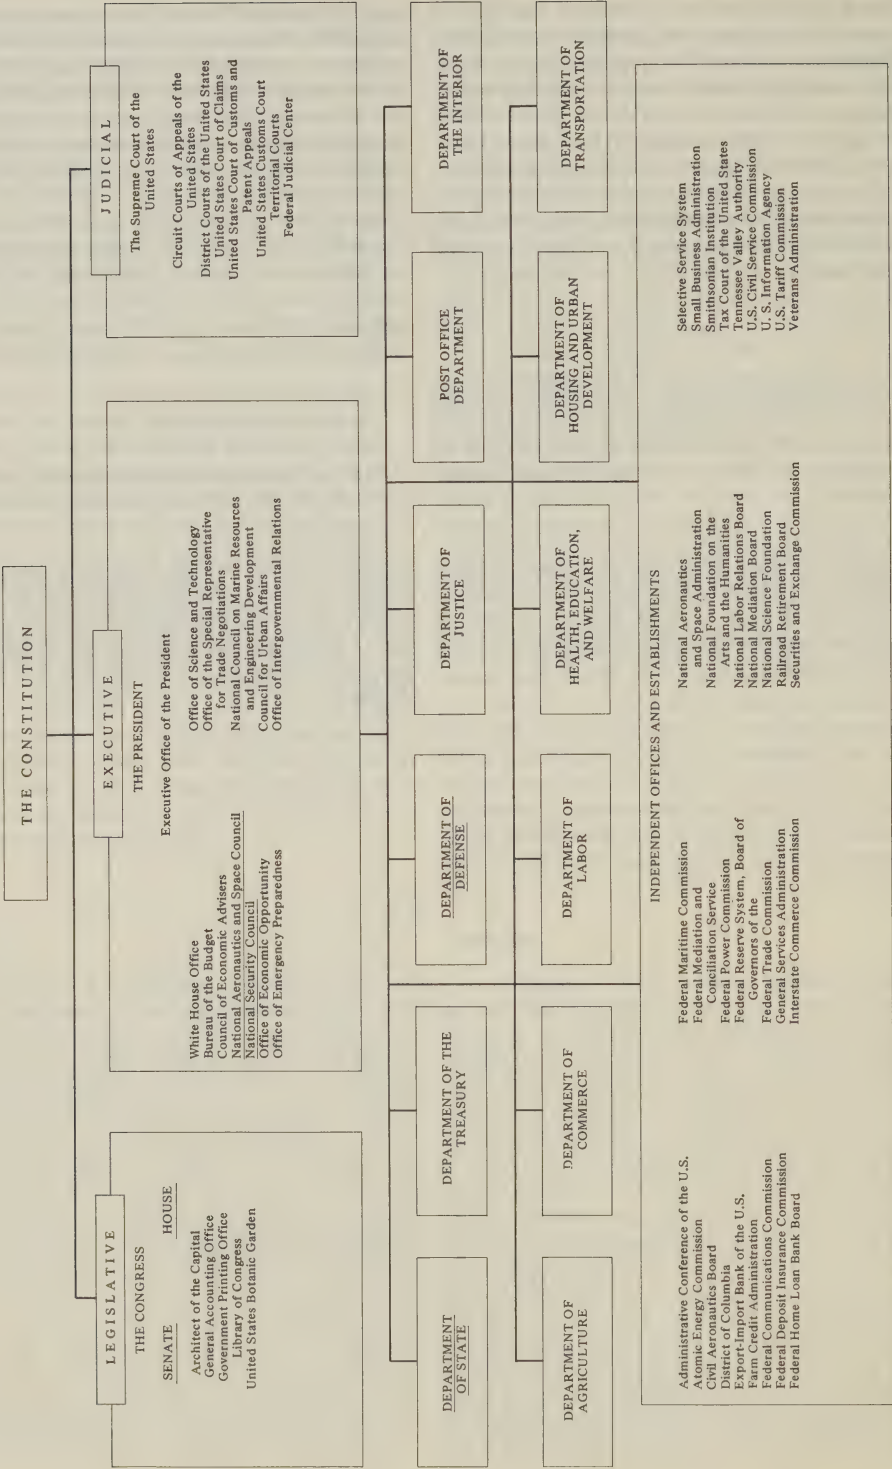 THE CONSTITUTION
LEGISLATIVE
THE CONGRESS
SENATE HOUSE
Architect of the Capital
General Accounting Office
Government Printing Office
Library of Congress
United States Botanic Garden
EXECUTIVE
THE PRESIDENT
Executive Office of the President
White House Office
Bureau of the Budget
Council of Economic Advisers
National Aeronautics and Space Council
National Security Council
Office of Economic Opportunity
Office of Emergency Preparedness
Office of Science and Technology
Office of the Special Representative
for Trade Negotiations
National Council on Marine Resources
and Engineering Development
Council for Urban Affairs
Office of Intergovernmental Relations
JUDICIAL
The Supreme Court of the
United States
Circuit Courts of Appeals of the
United States
District Courts of the United States
United States Court of Claims
United States Court of Customs and
Patent Appeals
United States Customs Court
Territorial Courts
Federal Judicial Center
DEPARTMENT
OF STATE
DEPARTMENT OF THE
TREASURY
DEPARTMENT OF
DEFENSE
DEPARTMENT OF
JUSTICE
POST OFFICE
DEPARTMENT
DEPARTMENT OF
THE INTERIOR
DEPARTMENT OF
AGRICULTURE
DEPARTMENT OF
COMMERCE
DEPARTMENT OF
LABOR
DEPARTMENT OF
HEALTH, EDUCATION,
AND WELFARE
DEPARTMENT OF
HOUSING AND URBAN
DEVELOPMENT
DEPARTMENT OF
TRANSPORTATION
INDEPENDENT OFFICES AND ESTABLISHMENTS
Administrative Conference of the U.S.
Atomic Energy Commission
Civil Aeronautics Board
District of Columbia
Export-Import Bank of the U.S.
Farm Credit Administration
Federal Communications Commission
Federal Deposit Insurance Commission
Federal Home Loan Bank Board
Federal Maritime Commission
Federal Mediation and
Conciliation Service
Federal Power Commission
Federal Reserve System, Board of
Governors of the
Federal Trade Commission
General Services Administration
Interstate Commerce Commission
National Aeronautics
and Space Administration
National Foundation on the
Arts and the Humanities
National Labor Relations Board
National Mediation Board
National Science Foundation
Railroad Retirement Board
Securities and Exchange Commission
Selective Service System
Small Business Administration
Smithsonian Institution
Tax Court of the United States
Tennessee Valley Authority
U.S. Civil Service Commission
U. S. Information Agency
U.S. Tariff Commission
Veterans Administration